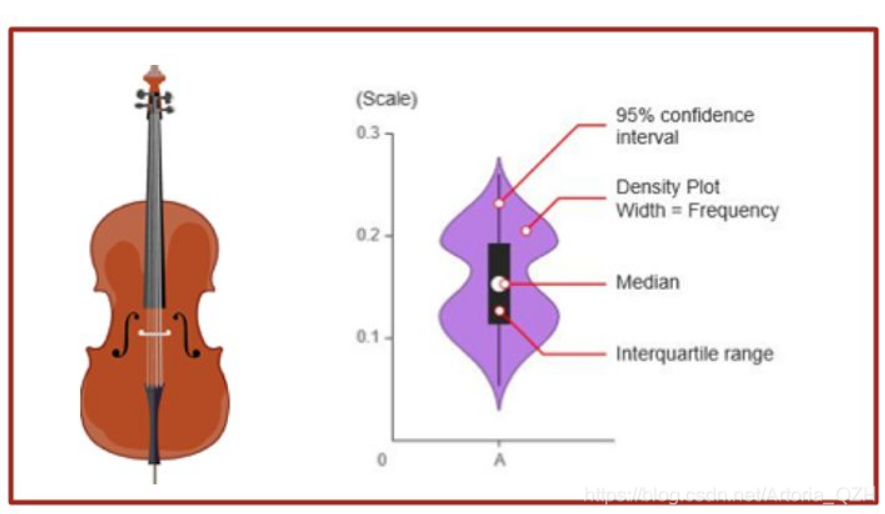 (Scale)
0.3
0.2
0.1
0
A
95% confidence
interval
Density Plot
Width = Frequency
Median
Interquartile range
https://blog.csdn.net/Artoria_QZH